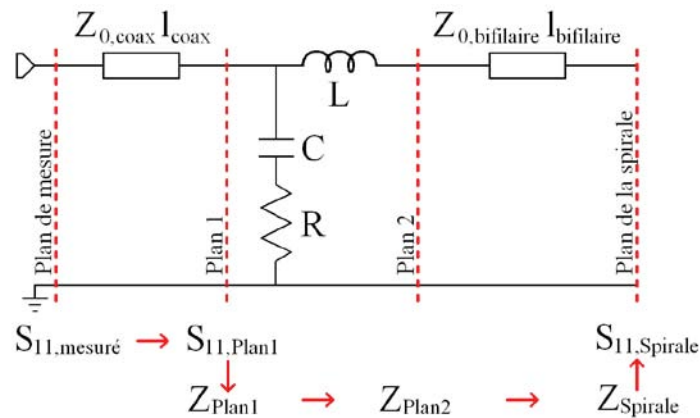 Z0,coax lcoax
Z0,bifilaire lbifilaire
L
C
R
Plan de mesure
Plan 1
Plan 2
Plan de la spirale
S11,mesuré → S11,Plan1
S11,Spirale
ZPlan1 → ZPlan2 → ZSpirale